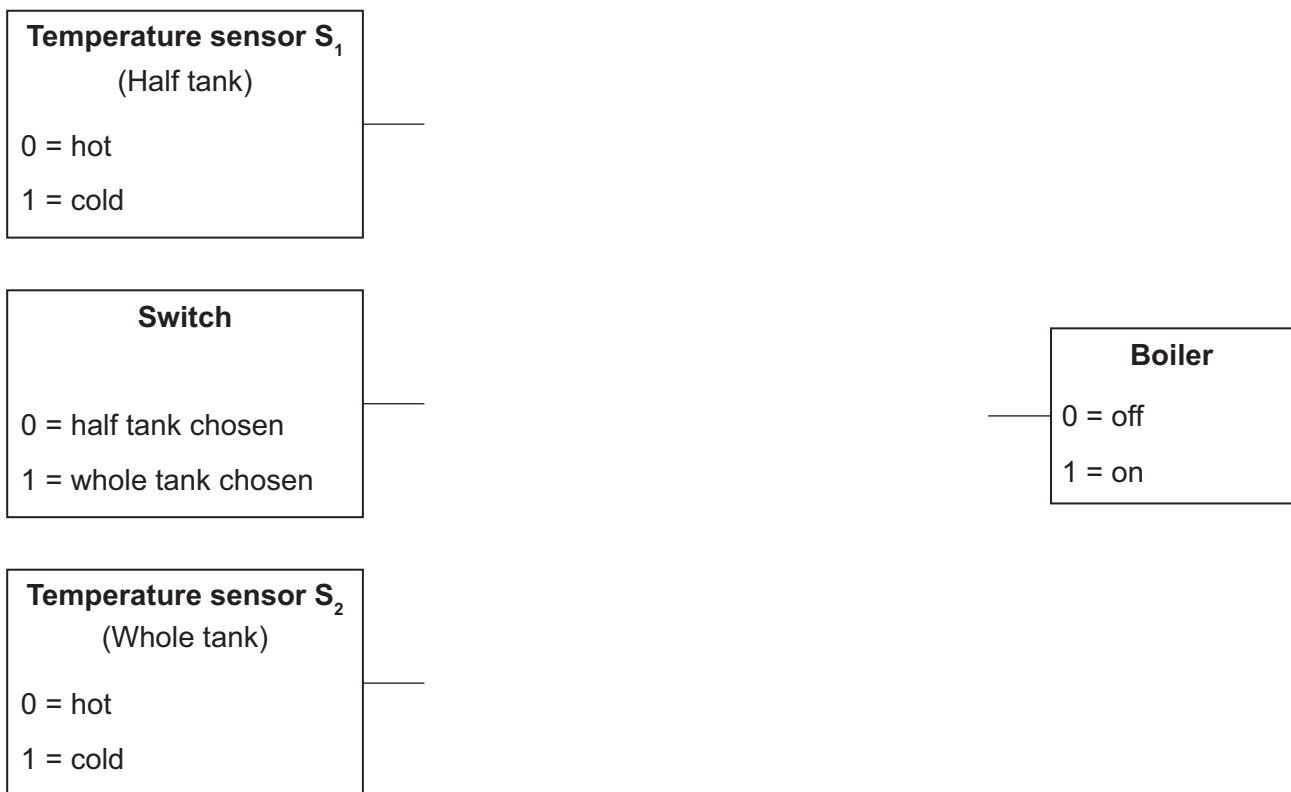 Temperature sensor S₁
(Half tank)
0 = hot
1 = cold
Switch
0 = half tank chosen
1 = whole tank chosen
Temperature sensor S₂
(Whole tank)
0 = hot
1 = cold
Boiler
0 = off
1 = on